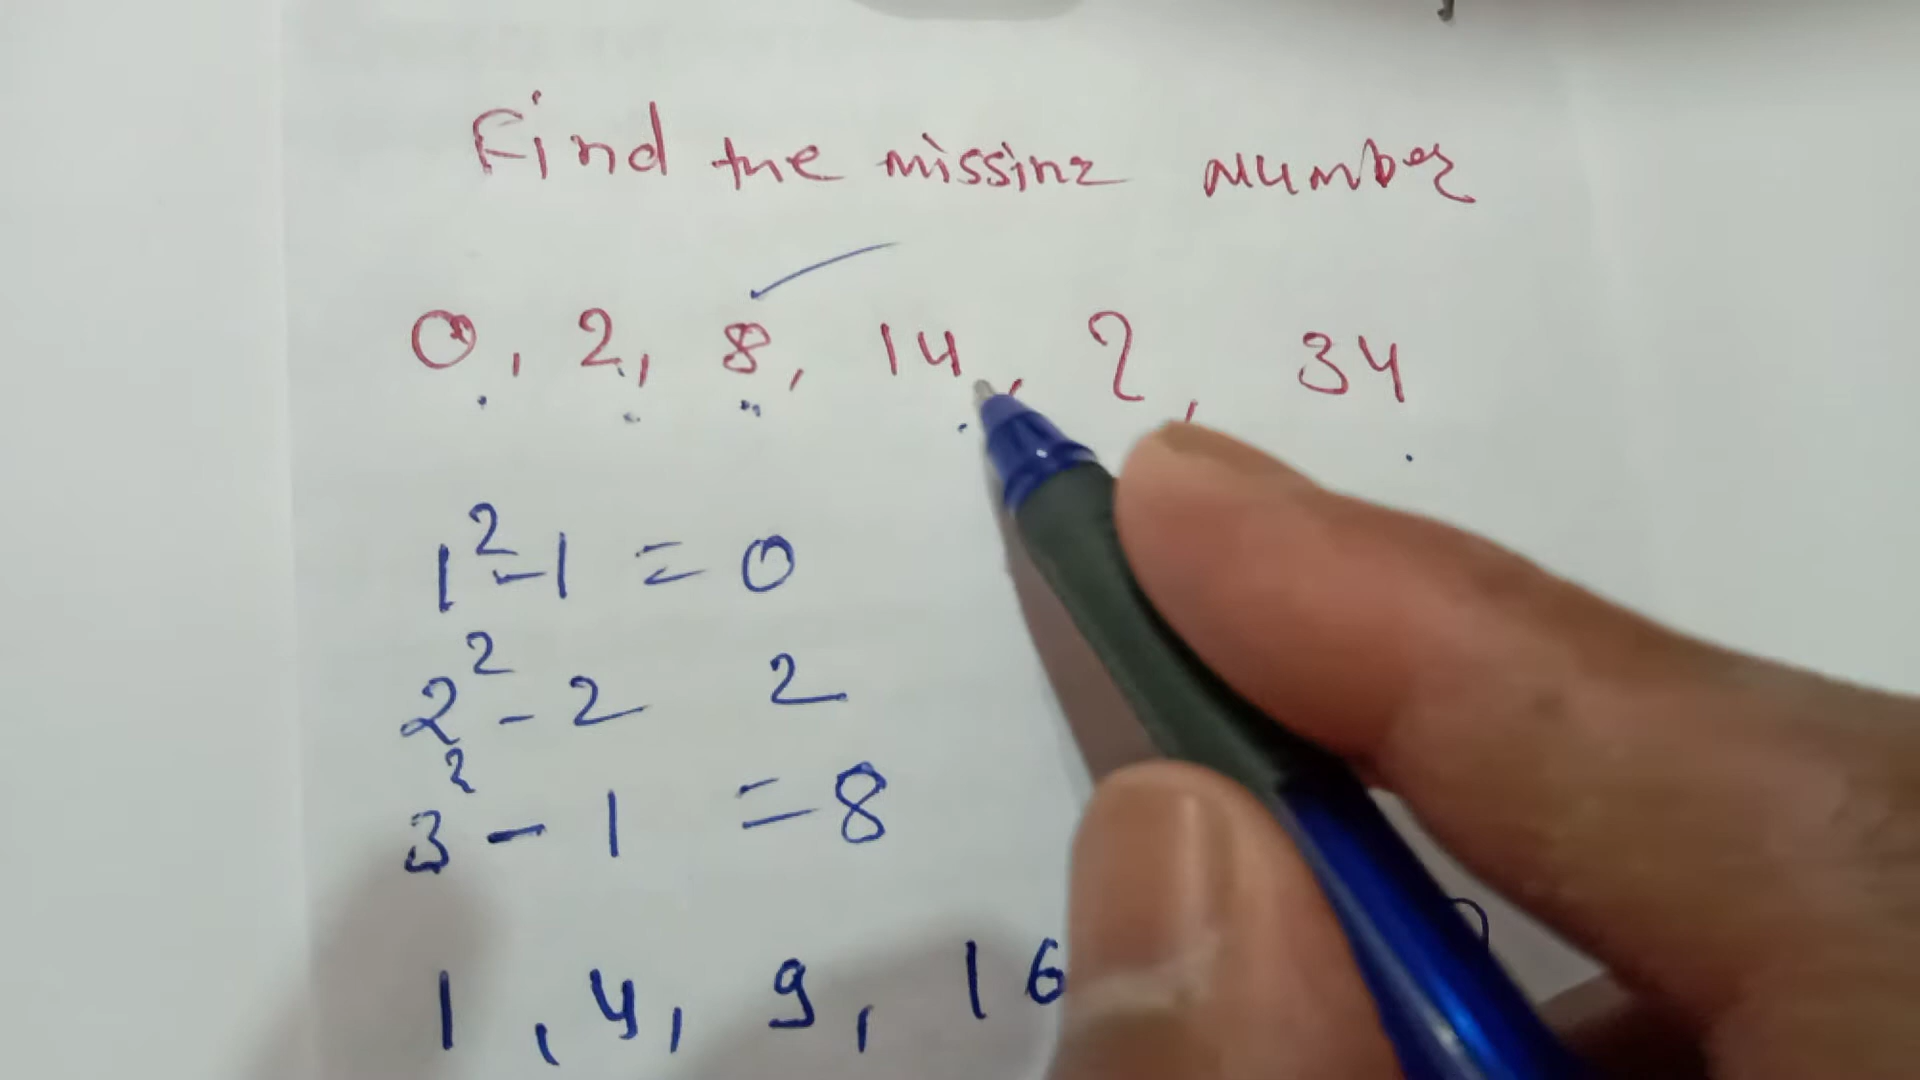 Find the missing number
0, 2, 8, 14, ?, 34
1²-1 = 0
2² - 2 2
3² - 1 = 8
1, 4, 9, 16